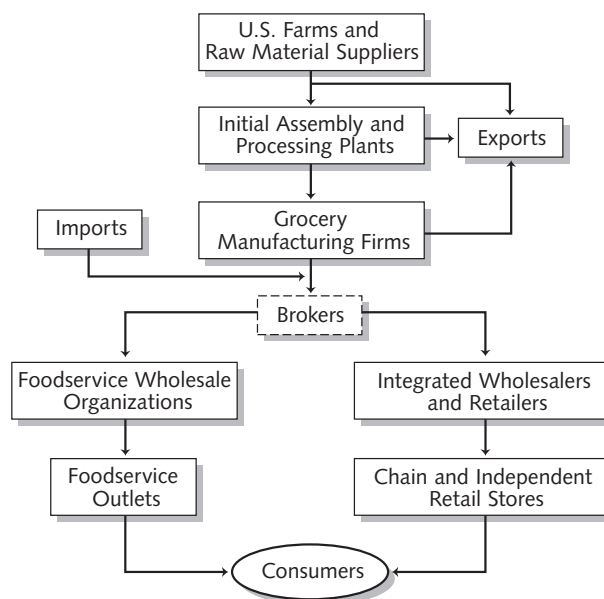 U.S. Farms and
Raw Material Suppliers
Initial Assembly and
Processing Plants
Exports
Imports
Grocery
Manufacturing Firms
Brokers
Foodservice Wholesale
Organizations
Integrated Wholesalers
and Retailers
Foodservice
Outlets
Chain and Independent
Retail Stores
Consumers